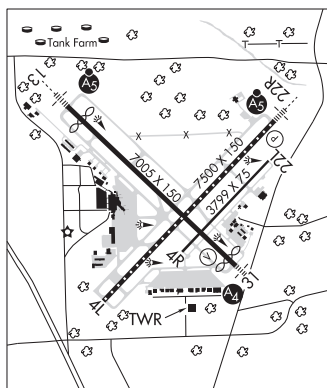 Tank Farm
T T
13
A5
A5
22R
P
22L
X X X
7005 X 150
7500 X 150
3799 X 75
4R
V
31
A4
4L
TWR